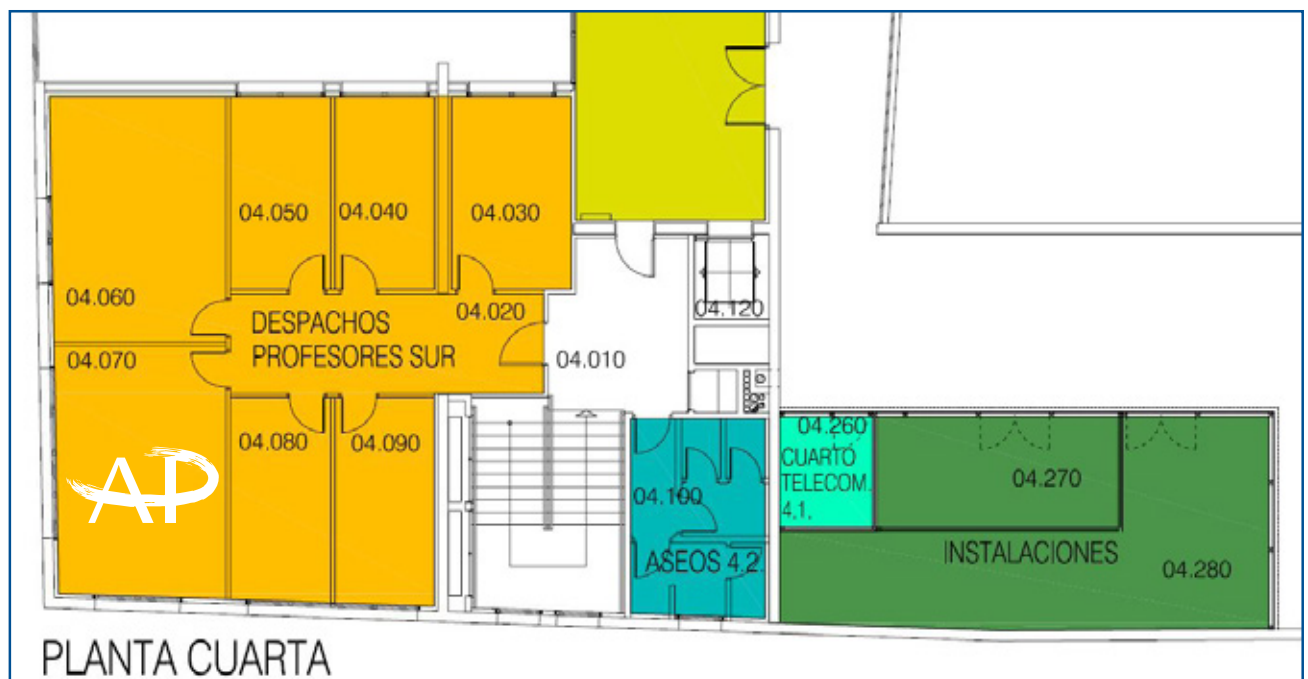 04.050
04.040
04.030
04.060
04.020
04.120
DESPACHOS
PROFESORES SUR
04.070
04.010
04.080
04.090
04.260
CUARTO
TELECOM.
4.1.
04.270
AP
04.100
ASEOS 4.2.
INSTALACIONES
04.280
PLANTA CUARTA